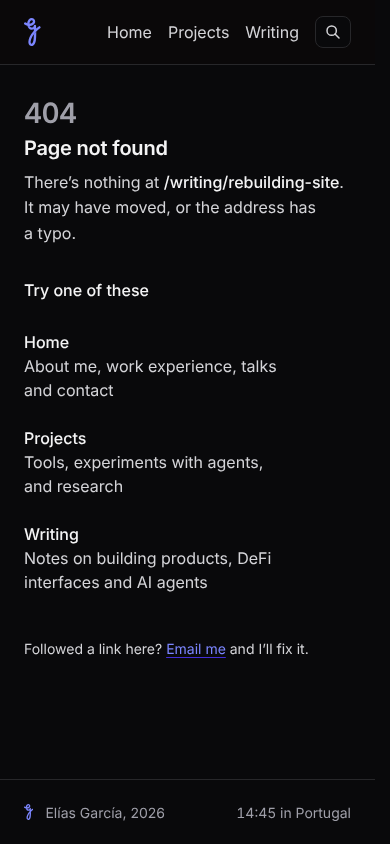 Home Projects Writing
404
Page not found
There’s nothing at /writing/rebuilding-site.
It may have moved, or the address has
a typo.
Try one of these
Home
About me, work experience, talks
and contact
Projects
Tools, experiments with agents,
and research
Writing
Notes on building products, DeFi
interfaces and AI agents
Followed a link here? Email me and I’ll fix it.
Elías García, 2026 14:45 in Portugal